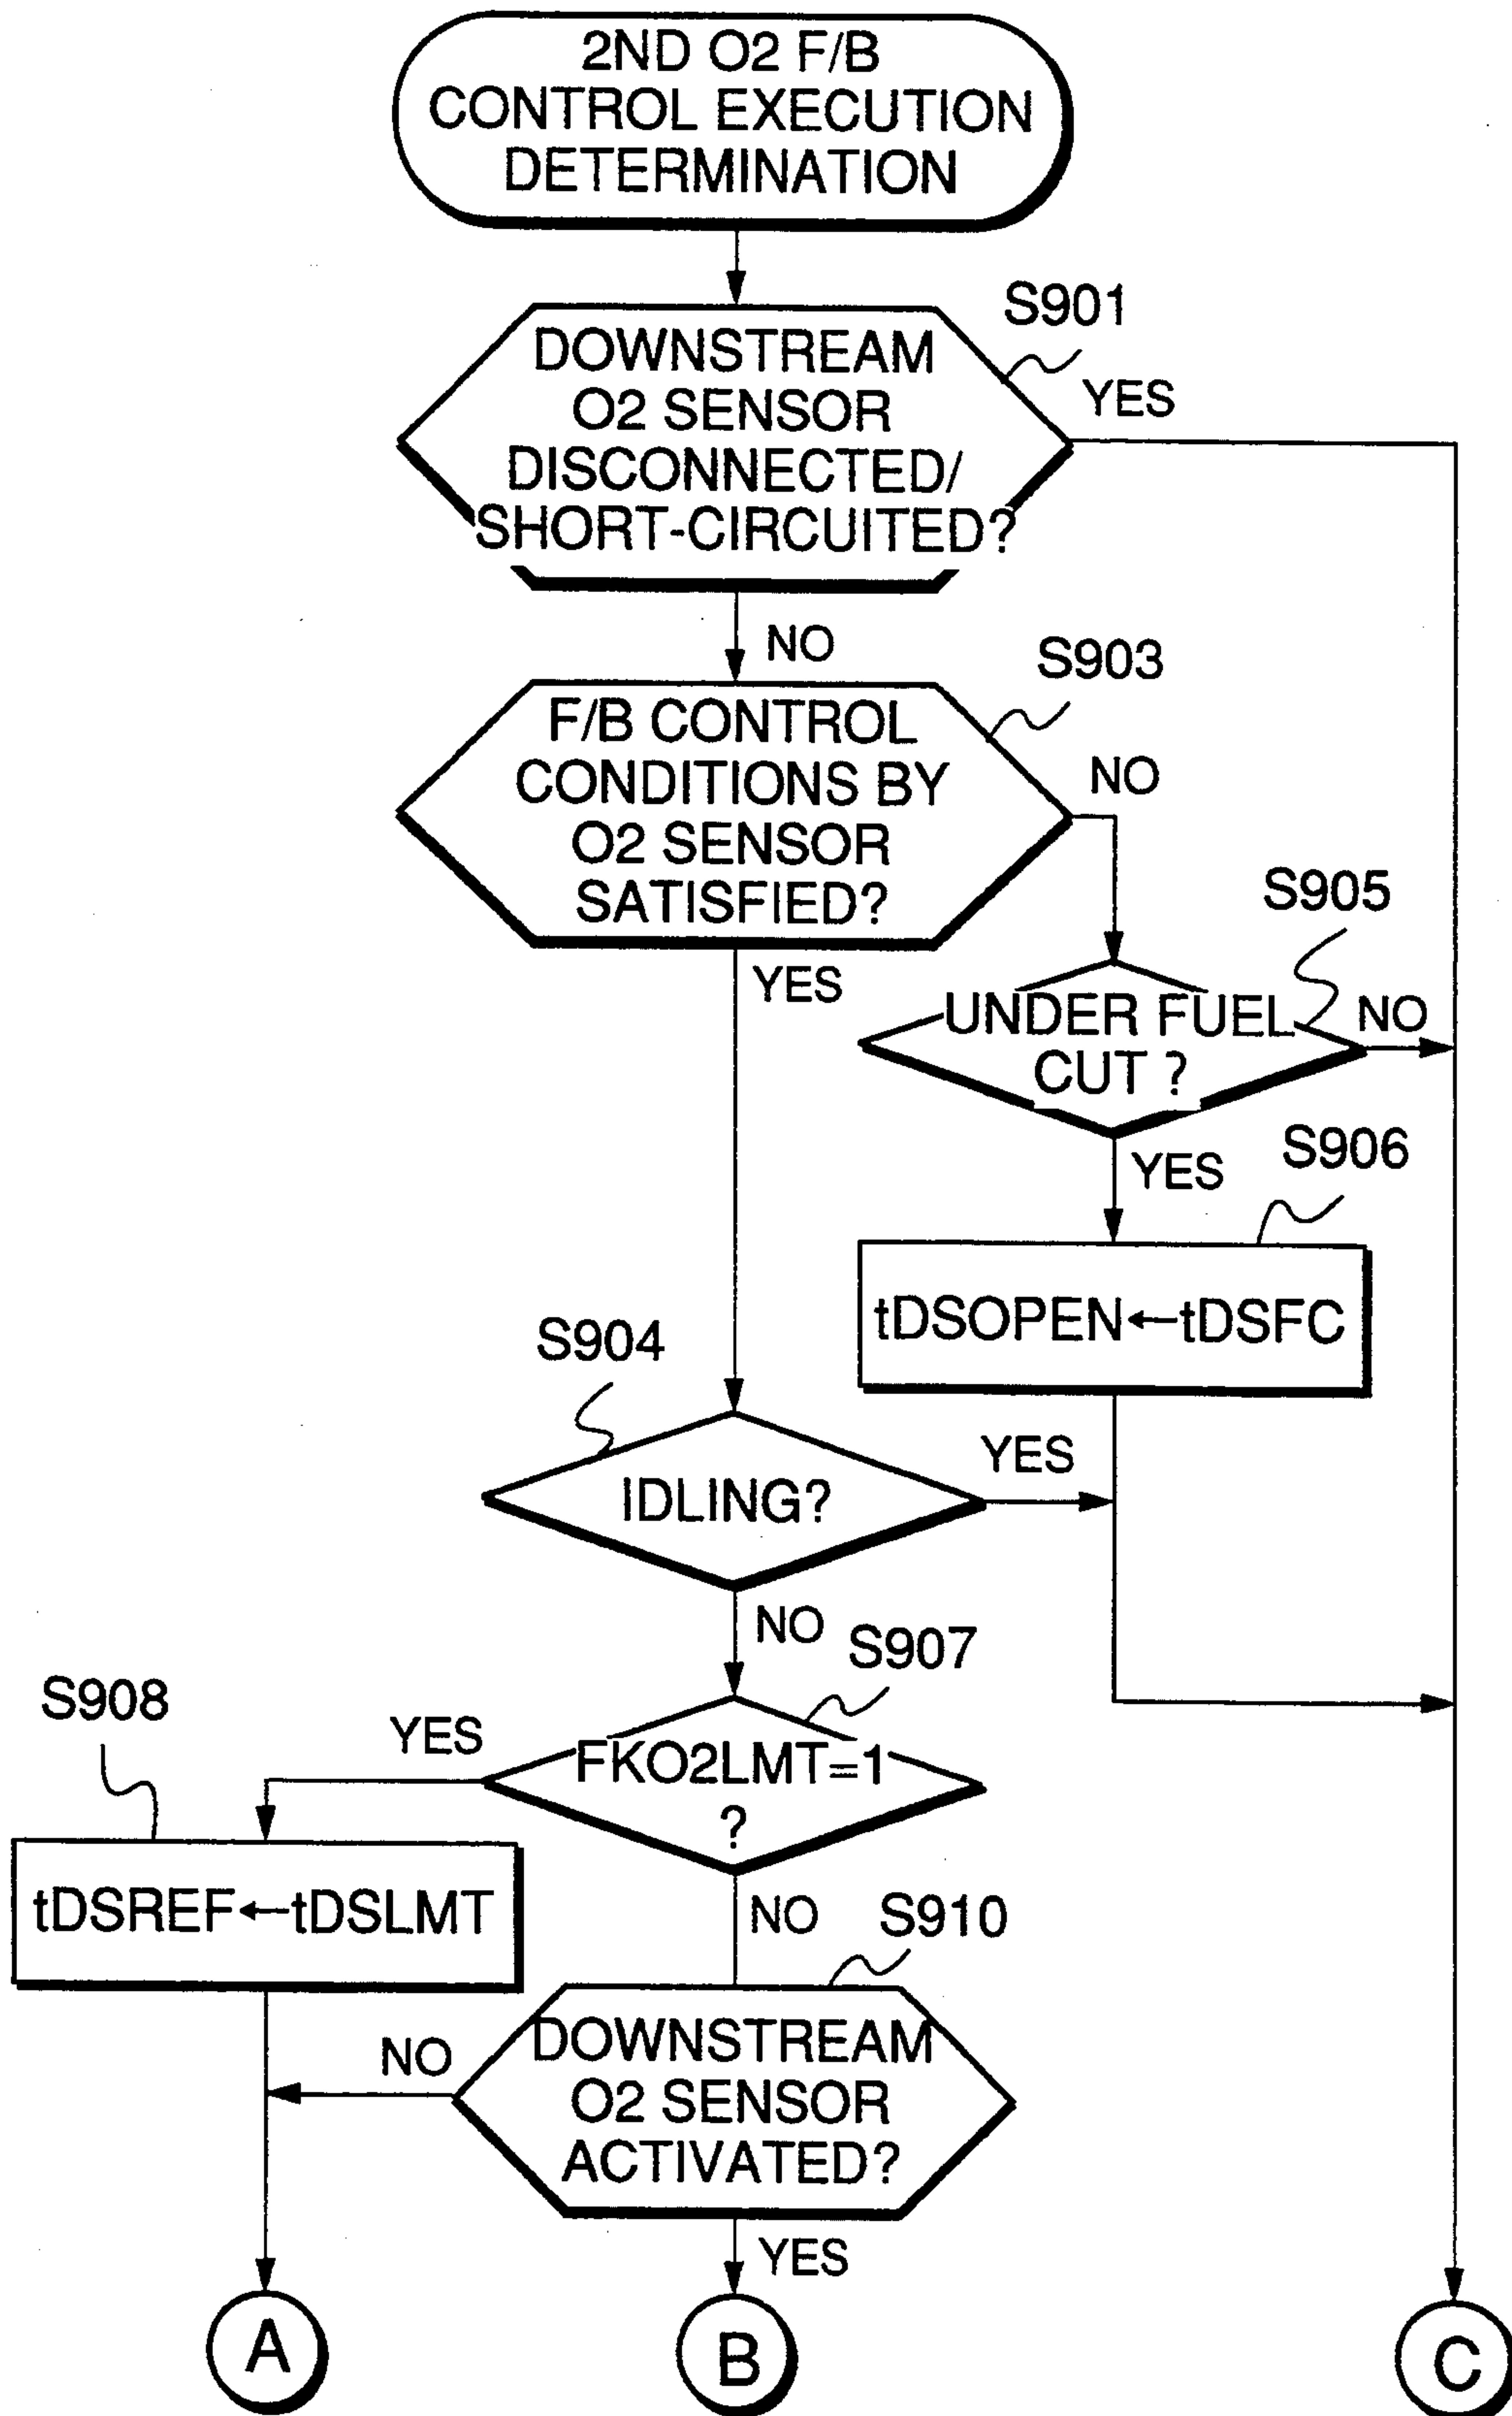 2ND O2 F/B
CONTROL EXECUTION
DETERMINATION
S901
DOWNSTREAM
O2 SENSOR
DISCONNECTED/
SHORT-CIRCUITED?
YES
NO
S903
F/B CONTROL
CONDITIONS BY
O2 SENSOR
SATISFIED?
NO
YES
S905
UNDER FUEL
CUT ?
NO
YES
S906
tDSOPEN←tDSFC
S904
IDLING?
YES
NO
S907
S908
YES
FKO2LMT=1
?
tDSREF←tDSLMT
NO
S910
DOWNSTREAM
O2 SENSOR
ACTIVATED?
NO
YES
A
B
C